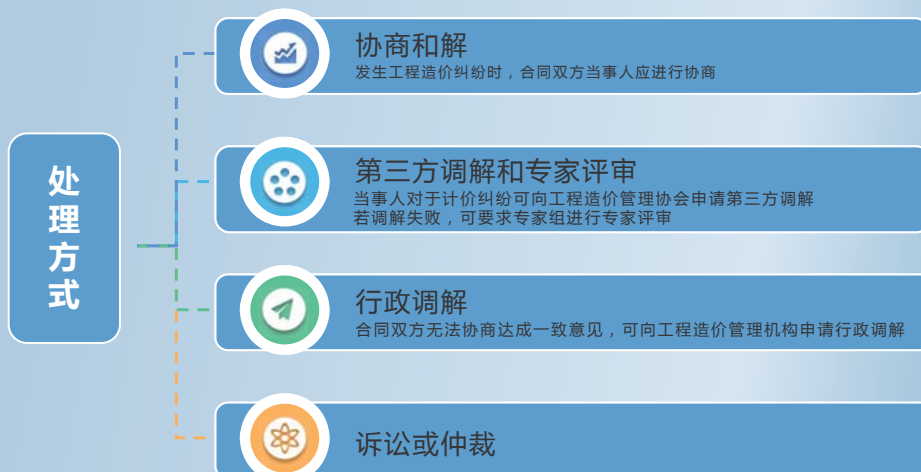 处理方式
协商和解
发生工程造价纠纷时，合同双方当事人应进行协商
第三方调解和专家评审
当事人对于计价纠纷可向工程造价管理协会申请第三方调解
若调解失败，可要求专家组进行专家评审
行政调解
合同双方无法协商达成一致意见，可向工程造价管理机构申请行政调解
诉讼或仲裁